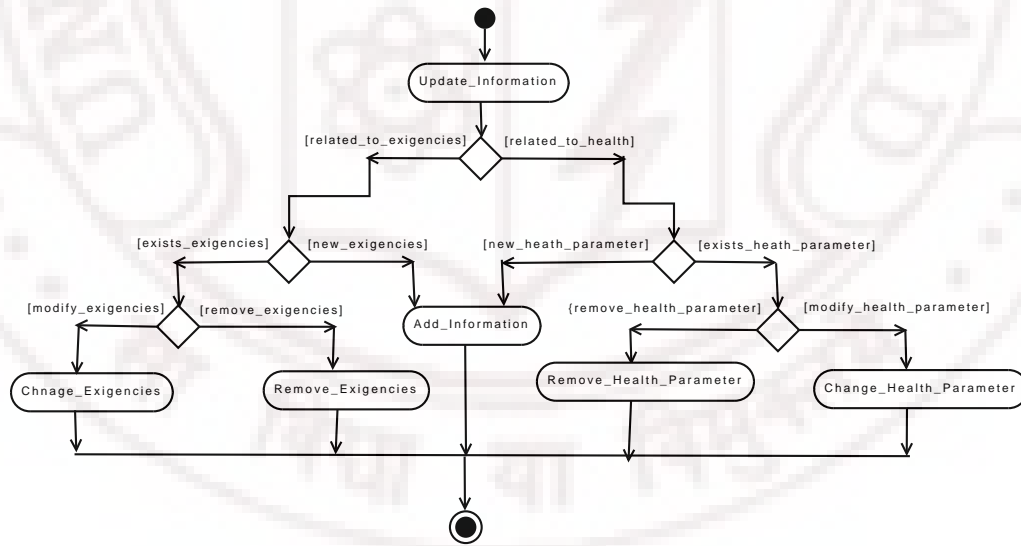 Update_Information
[related_to_exigencies]
[related_to_health]
[exists_exigencies]
[new_exigencies]
[new_heath_parameter]
[exists_heath_parameter]
[modify_exigencies]
[remove_exigencies]
{remove_health_parameter]
[modify_health_parameter]
Add_Information
Chnage_Exigencies
Remove_Exigencies
Remove_Health_Parameter
Change_Health_Parameter